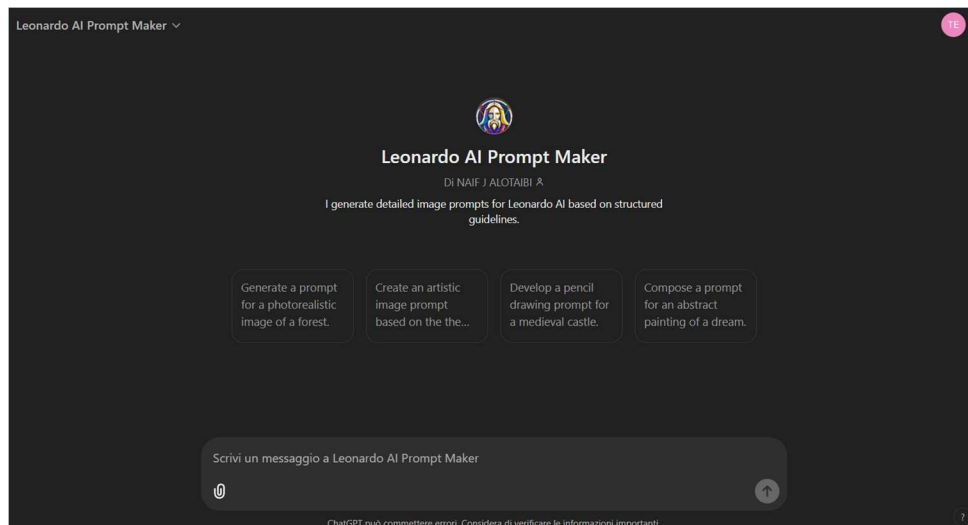 Leonardo AI Prompt Maker
TE
Leonardo AI Prompt Maker
Di NAIF J ALOTAIBI
I generate detailed image prompts for Leonardo AI based on structured
guidelines.
Generate a prompt
for a photorealistic
image of a forest.
Create an artistic
image prompt
based on the the...
Develop a pencil
drawing prompt for
a medieval castle.
Compose a prompt
for an abstract
painting of a dream.
Scrivi un messaggio a Leonardo AI Prompt Maker
ChatGPT può commettere errori. Considera di verificare le informazioni importanti.
?